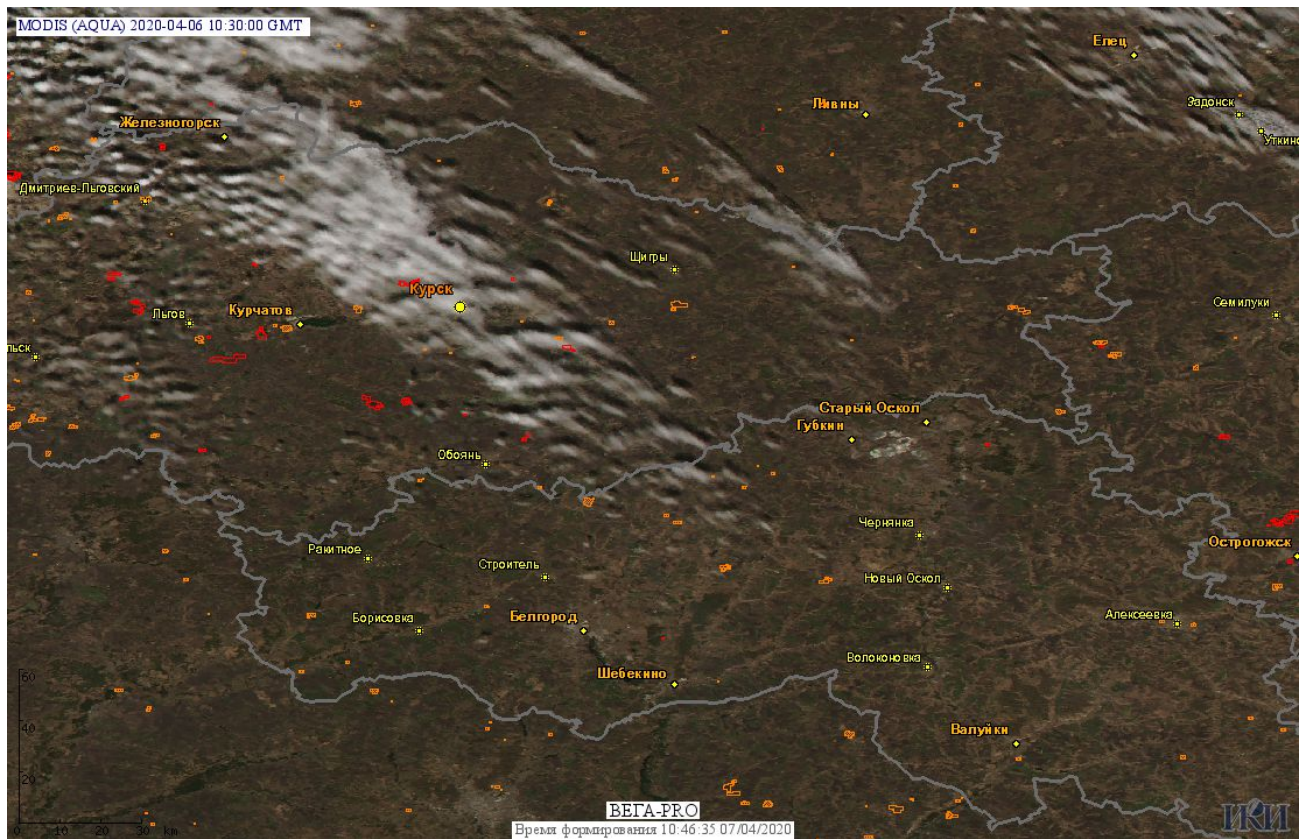 MODIS (AQUA) 2020-04-06 10:30:00 GMT
Елец
Задонск
Ливны
Железногорск
Дмитриев-Льговский
Щигры
Курск
Семилуки
Льгов
Курчатов
льск
Старый Оскол
Губкин
Обоянь
Чернянка
Острогожск
Ракитное
Строитель
Новый Оскол
Борисовка
Белгород
Алексеевка
Волоконовка
Шебекино
60
40
Валуйки
20
ВЕГА-PRO
ИКИ
0 10 20 30 km
Время формирования 10:46:35 07/04/2020